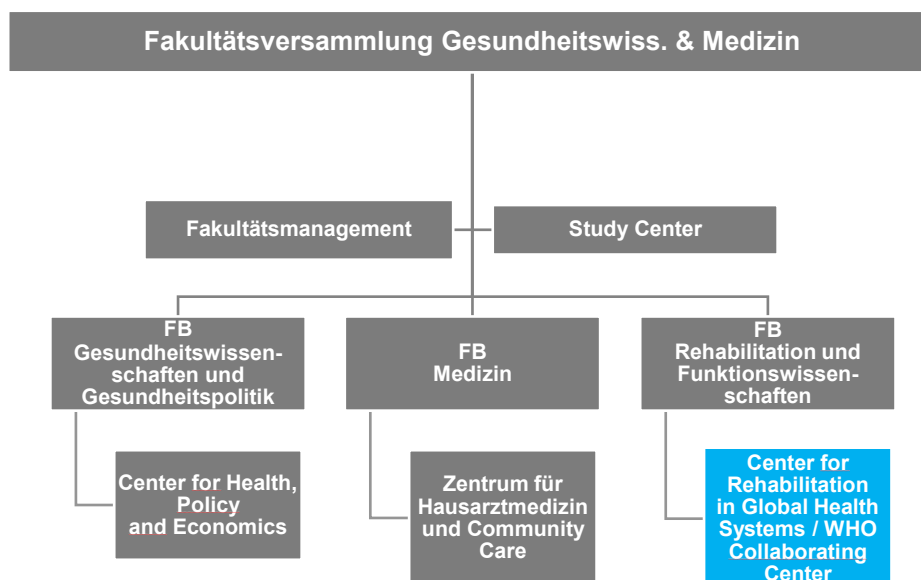 Fakultätsversammlung Gesundheitswiss. & Medizin
Fakultätsmanagement
Study Center
FB
Gesundheitswissen-
schaften und
Gesundheitspolitik
FB
Medizin
FB
Rehabilitation und
Funktionswissen-
schaften
Center for Health,
Policy
and Economics
Zentrum für
Hausarztmedizin
und Community
Care
Center for
Rehabilitation
in Global Health
Systems / WHO
Collaborating
Center